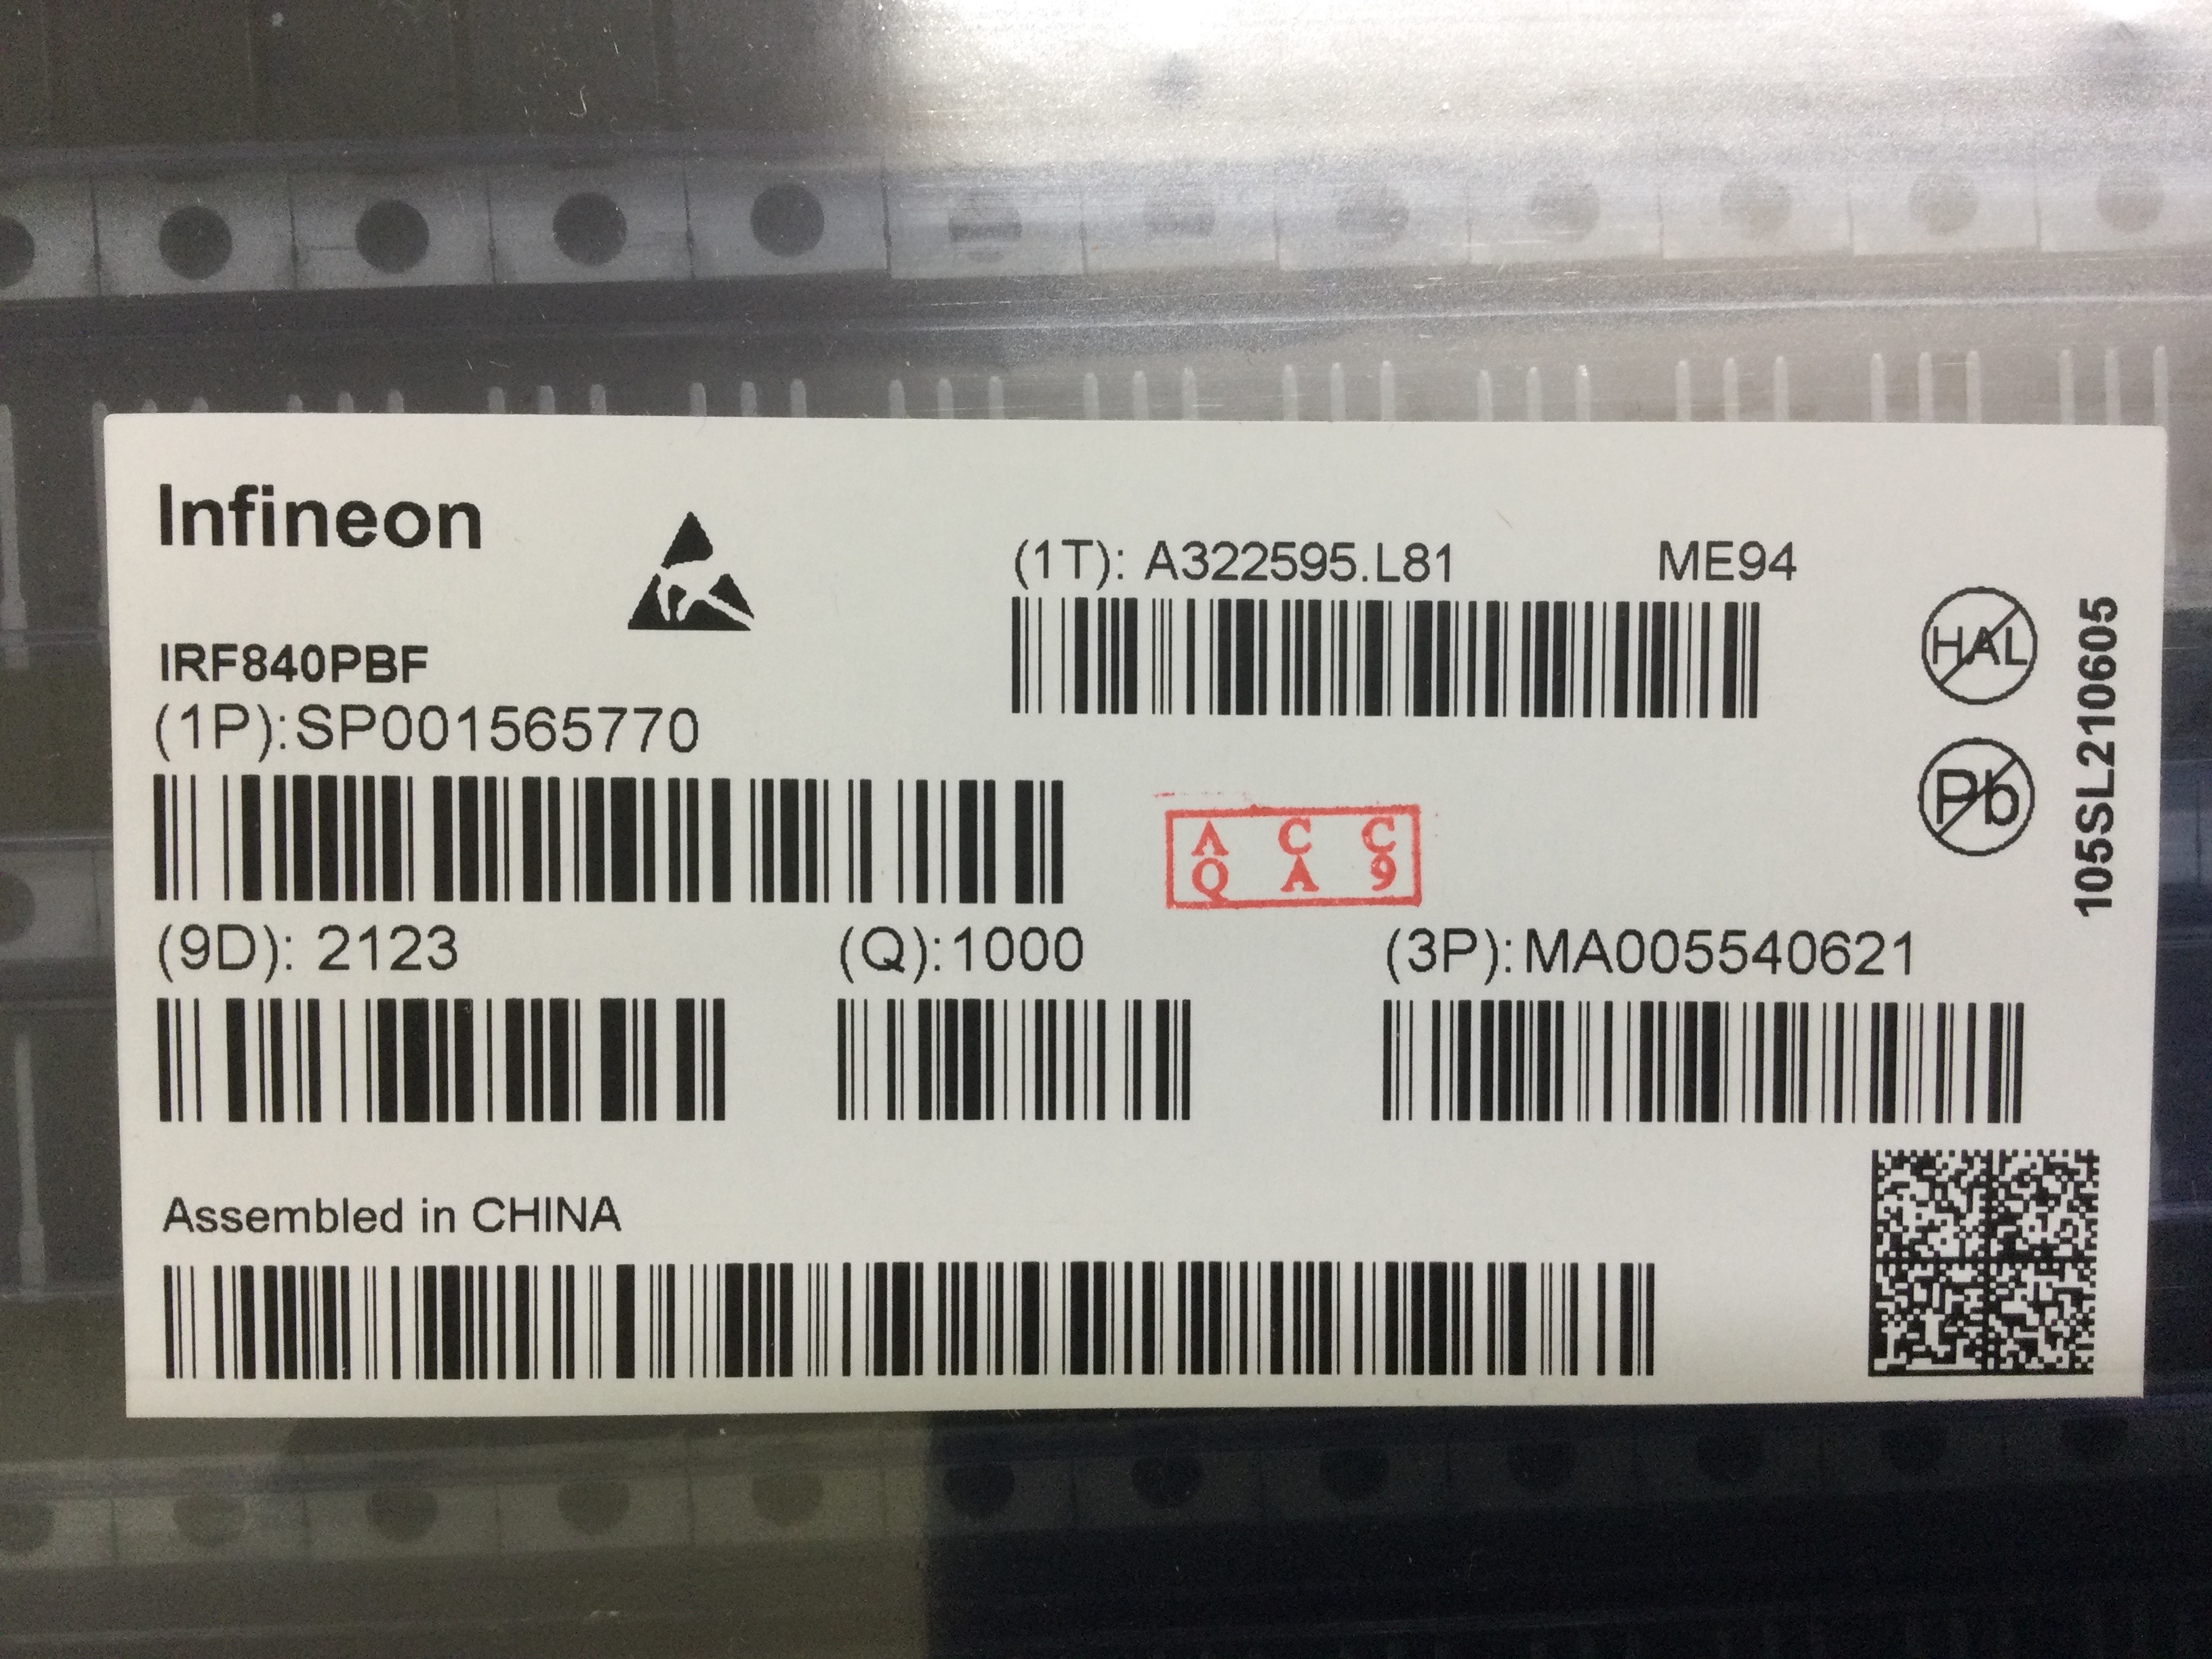 Infineon
(1T): A322595.L81 ME94
HAL
IRF840PBF
(1P):SP001565770
Pb
105SSL210605
A C C
Q A 9
(9D): 2123
(Q):1000
(3P):MA005540621
Assembled in CHINA